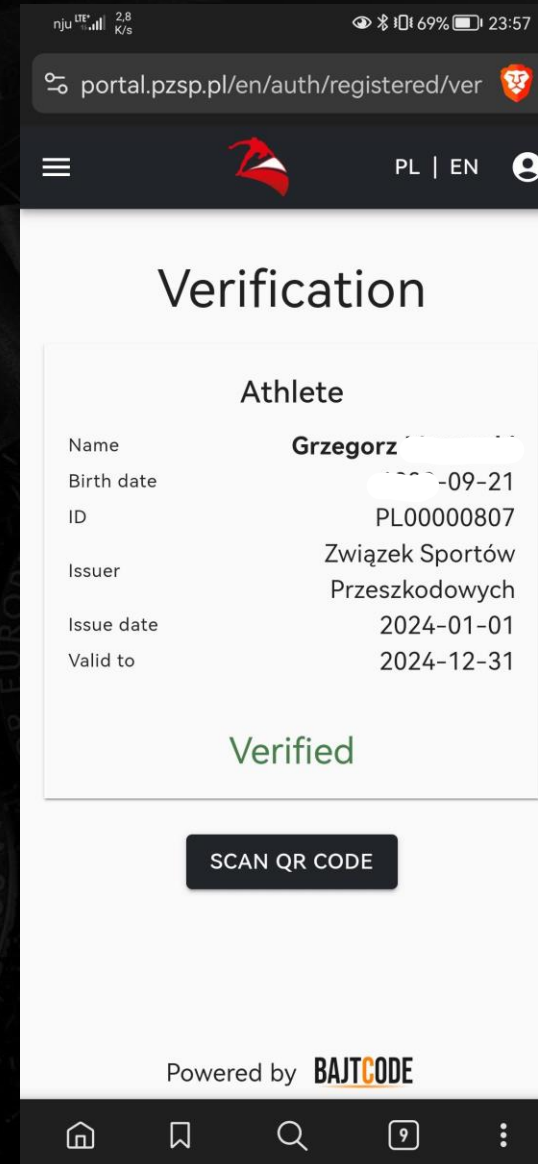 nju LTE+ 2,8 K/s 69% 23:57
portal.pzsp.pl/en/auth/registered/ver
PL | EN
Verification
Athlete
Name Grzegorz
Birth date -09-21
ID PL00000807
Issuer Związek Sportów
Przeszkodowych
Issue date 2024-01-01
Valid to 2024-12-31
Verified
SCAN QR CODE
Powered by BAJTCODE
9